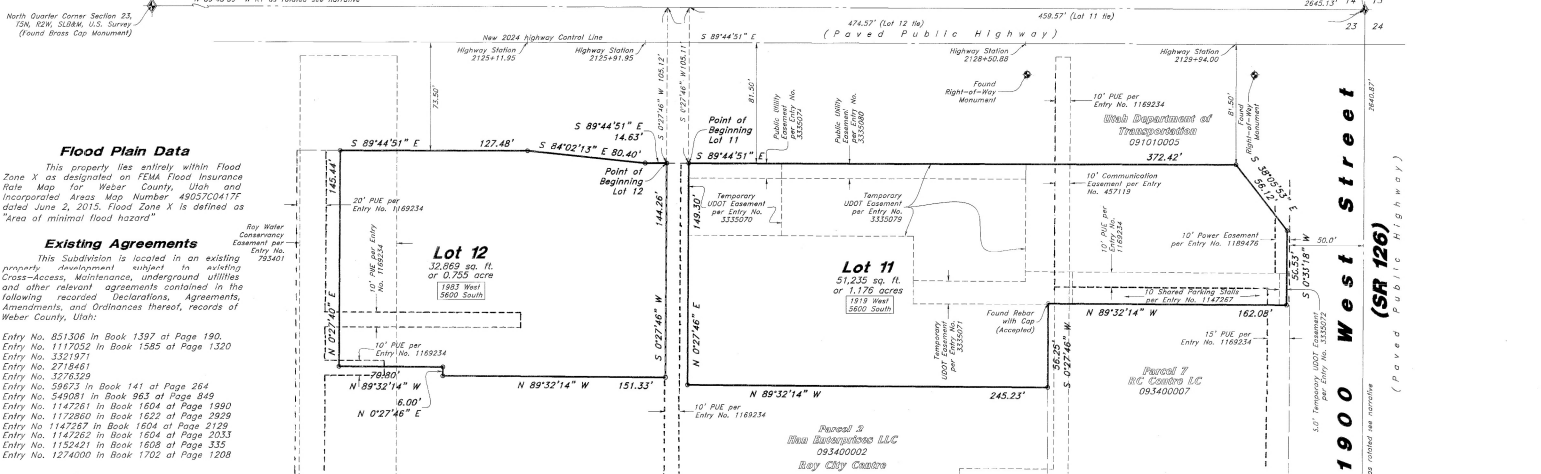 2645.13'
North Quarter Corner Section 23,
T5N, R2W, SLB&M, U.S. Survey
(Found Brass Cap Monument)
474.57' (Lot 12 tie)
459.57' (Lot 11 tie)
23
24
( P a v e d   P u b l i c   H i g h w a y )
New 2024 highway Control Line
S 89°44'51" E
Highway Station
2125+11.95
Highway Station
2125+91.95
Highway Station
2128+50.88
Highway Station
2129+94.00
73.50'
S 0°27'46" W 105.12'
S 0°27'46" W 105.11'
81.50'
81.50'
2640.87'
Public Utility
Easement
per Entry No.
3335074
Public Utility
Easement
per Entry No.
3335080
Found
Right-of-Way
Monument
10' PUE per
Entry No. 1169234
Utah Department of
Transportation
091010005
Found
Right-of-Way
Monument
Flood Plain Data
This property lies entirely within Flood
Zone X as designated on FEMA Flood Insurance
Rate Map for Weber County, Utah and
Incorporated Areas Map Number 49057C0417F
dated June 2, 2015. Flood Zone X is defined as
"Area of minimal flood hazard"
Existing Agreements
This Subdivision is located in an existing
property development subject to existing
Cross-Access, Maintenance, underground utilities
and other relevant agreements contained in the
following recorded Declarations, Agreements,
Amendments, and Ordinances thereof, records of
Weber County, Utah:
Entry No. 851306 in Book 1397 at Page 190.
Entry No. 1117052 in Book 1585 at Page 1320
Entry No. 3321971
Entry No. 2718461
Entry No. 3276329
Entry No. 59673 in Book 141 at Page 264
Entry No. 549081 in Book 963 at Page 849
Entry No. 1147261 in Book 1604 at Page 1990
Entry No. 1172860 in Book 1622 at Page 2929
Entry No 1147267 in Book 1604 at Page 2129
Entry No. 1147262 in Book 1604 at Page 2033
Entry No. 1152421 in Book 1608 at Page 335
Entry No. 1274000 in Book 1702 at Page 1208
Roy Water
Conservancy
Easement per
Entry No.
793401
S 89°44'51" E
127.48'
S 84°02'13" E 80.40'
S 89°44'51" E
14.63'
Point of
Beginning
Lot 12
Point of
Beginning
Lot 11
S 89°44'51" E
372.42'
145.44'
N 0°27'40" E
20' PUE per
Entry No. 1169234
10' PUE per Entry
No. 1169234
Lot 12
32,869 sq. ft.
or 0.755 acre
1983 West
5600 South
144.26'
S 0°27'46" W
149.30'
N 0°27'46" E
Temporary
UDOT Easement
per Entry No.
3335070
Temporary
UDOT Easement
per Entry No.
3335079
10' Communication
Easement per Entry
No. 457119
10' PUE per
Entry No.
1169234
S 38°05'53" E
56.12'
10' Power Easement
per Entry No. 1189476
50.0'
50.53'
S 0°33'18" W
Lot 11
51,235 sq. ft.
or 1.176 acres
1919 West
5600 South
10 Shared Parking Stalls
per Entry No. 1147267
Found Rebar
with Cap
(Accepted)
N 89°32'14" W
162.08'
Temporary
UDOT Easement
per Entry No.
3335071
56.25'
S 0°27'46" W
15' PUE per
Entry No. 1169234
5.0' Temporary UDOT Easement
per Entry No. 3335072
10' PUE per
Entry No. 1169234
70.80'
N 89°32'14" W
6.00'
N 0°27'46" E
N 89°32'14" W
151.33'
N 89°32'14" W
245.23'
10' PUE per
Entry No. 1169234
Parcel 7
RC Centre LC
093400007
Parcel 2
Han Enterprises LLC
093400002
Roy City Centre
1900 West Street
(SR 126)
( P a v e d   P u b l i c   H i g h w a y )
as rotated see narrative